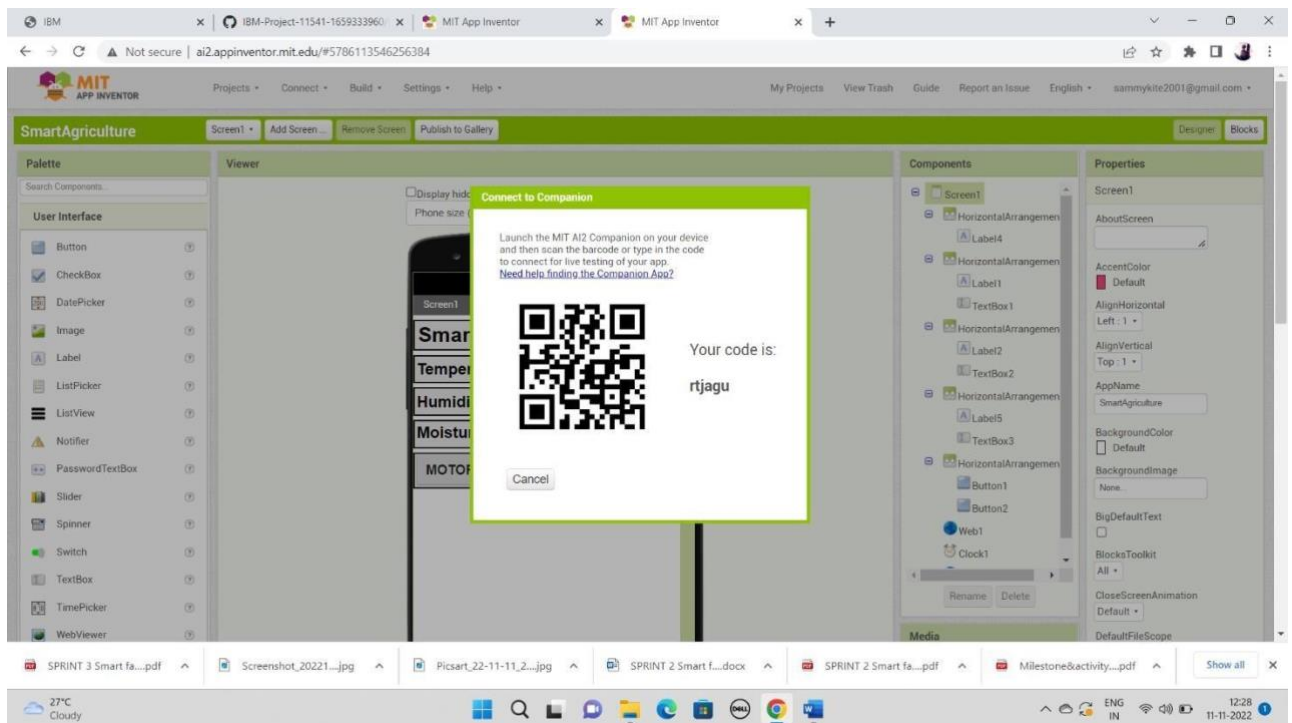 IBM
IBM-Project-11541-1659333960
MIT App Inventor
MIT App Inventor
Not secure | ai2.appinventor.mit.edu/#5786113546256384
MIT
APP INVENTOR
Projects Connect Build Settings Help
My Projects View Trash Guide Report an Issue English sammykite2001@gmail.com
SmartAgriculture
Screen1 Add Screen ... Remove Screen Publish to Gallery
Designer Blocks
Palette
Search Components...
User Interface
Button
CheckBox
DatePicker
Image
Label
ListPicker
ListView
Notifier
PasswordTextBox
Slider
Spinner
Switch
TextBox
TimePicker
WebViewer
Viewer
Display hidd
Phone size (
Screen1
Smar
Temper
Humidi
Moistur
MOTOR
Connect to Companion
Launch the MIT AI2 Companion on your device
and then scan the barcode or type in the code
to connect for live testing of your app.
Need help finding the Companion App?
Your code is:
rtjagu
Cancel
Components
Screen1
HorizontalArrangemen
Label4
HorizontalArrangemen
Label1
TextBox1
HorizontalArrangemen
Label2
TextBox2
HorizontalArrangemen
Label5
TextBox3
HorizontalArrangemen
Button1
Button2
Web1
Clock1
Rename Delete
Media
Properties
Screen1
AboutScreen
AccentColor
Default
AlignHorizontal
Left : 1
AlignVertical
Top : 1
AppName
SmartAgriculture
BackgroundColor
Default
BackgroundImage
None...
BigDefaultText
BlocksToolkit
All
CloseScreenAnimation
Default
DefaultFileScope
SPRINT 3 Smart fa....pdf
Screenshot_20221....jpg
Picsart_22-11-11_2....jpg
SPRINT 2 Smart f....docx
SPRINT 2 Smart fa....pdf
Milestone&activity....pdf
Show all
27°C
Cloudy
DELL
ENG
IN
12:28
11-11-2022
1